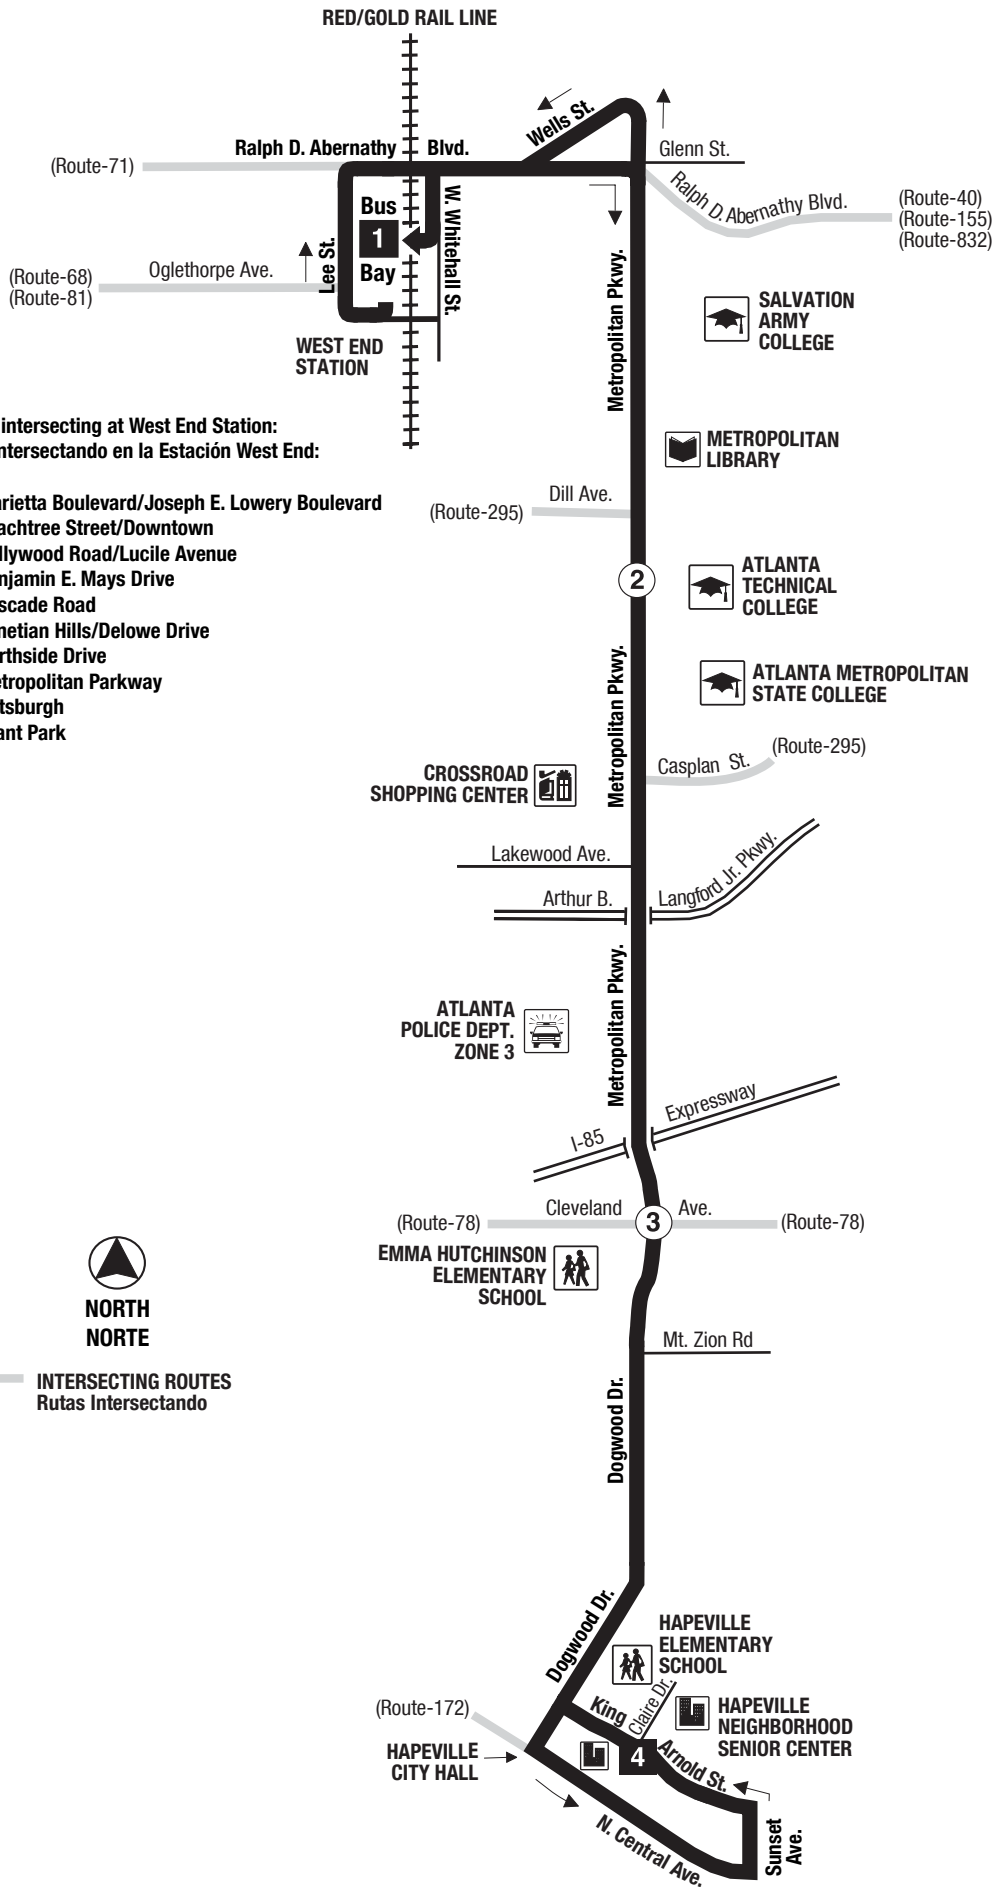 RED/GOLD RAIL LINE
Wells St.
Ralph D. Abernathy Blvd.
Glenn St.
(Route-71)
Ralph D. Abernathy Blvd.
(Route-40)
(Route-155)
(Route-832)
Bus
1
Bay
W. Whitehall St.
Lee St.
Oglethorpe Ave.
(Route-68)
(Route-81)
Metropolitan Pkwy.
SALVATION
ARMY
COLLEGE
WEST END
STATION
intersecting at West End Station:
ntersectando en la Estación West End:
METROPOLITAN
LIBRARY
rietta Boulevard/Joseph E. Lowery Boulevard
achtree Street/Downtown
llywood Road/Lucile Avenue
njamin E. Mays Drive
scade Road
netian Hills/Delowe Drive
rthside Drive
etropolitan Parkway
tsburgh
ant Park
Dill Ave.
(Route-295)
2
ATLANTA
TECHNICAL
COLLEGE
ATLANTA METROPOLITAN
STATE COLLEGE
Metropolitan Pkwy.
(Route-295)
Casplan St.
CROSSROAD
SHOPPING CENTER
Lakewood Ave.
Arthur B. Langford Jr. Pkwy.
Metropolitan Pkwy.
ATLANTA
POLICE DEPT.
ZONE 3
I-85 Expressway
Cleveland Ave.
(Route-78)
3
(Route-78)
EMMA HUTCHINSON
ELEMENTARY
SCHOOL
NORTH
NORTE
Mt. Zion Rd
INTERSECTING ROUTES
Rutas Intersectando
Dogwood Dr.
Dogwood Dr.
HAPEVILLE
ELEMENTARY
SCHOOL
Claire Dr.
King Arnold St.
(Route-172)
HAPEVILLE
NEIGHBORHOOD
SENIOR CENTER
HAPEVILLE
CITY HALL
4
N. Central Ave.
Sunset
Ave.